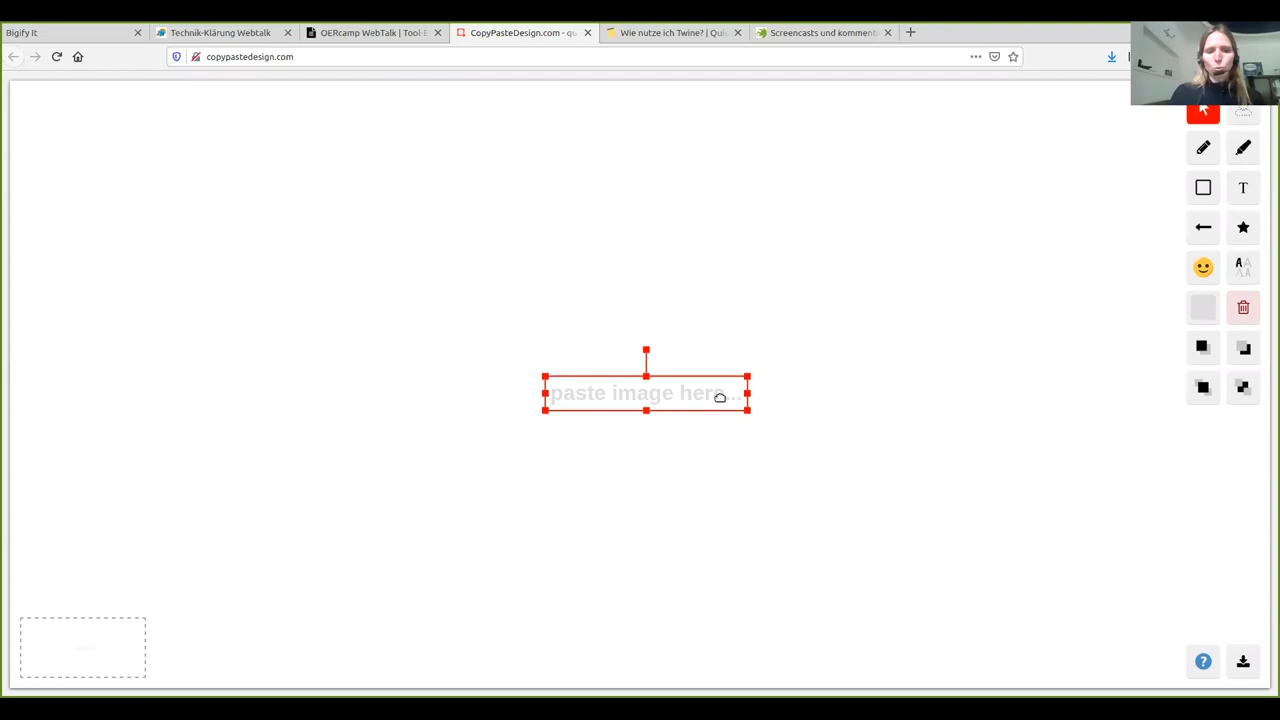 Bigify It
Technik-Klärung Webtalk
OERcamp WebTalk | Tool-E
CopyPasteDesign.com - qu
Wie nutze ich Twine? | Quiz
Screencasts und komment
copypastedesign.com
T
A A
A A
paste image here...
?